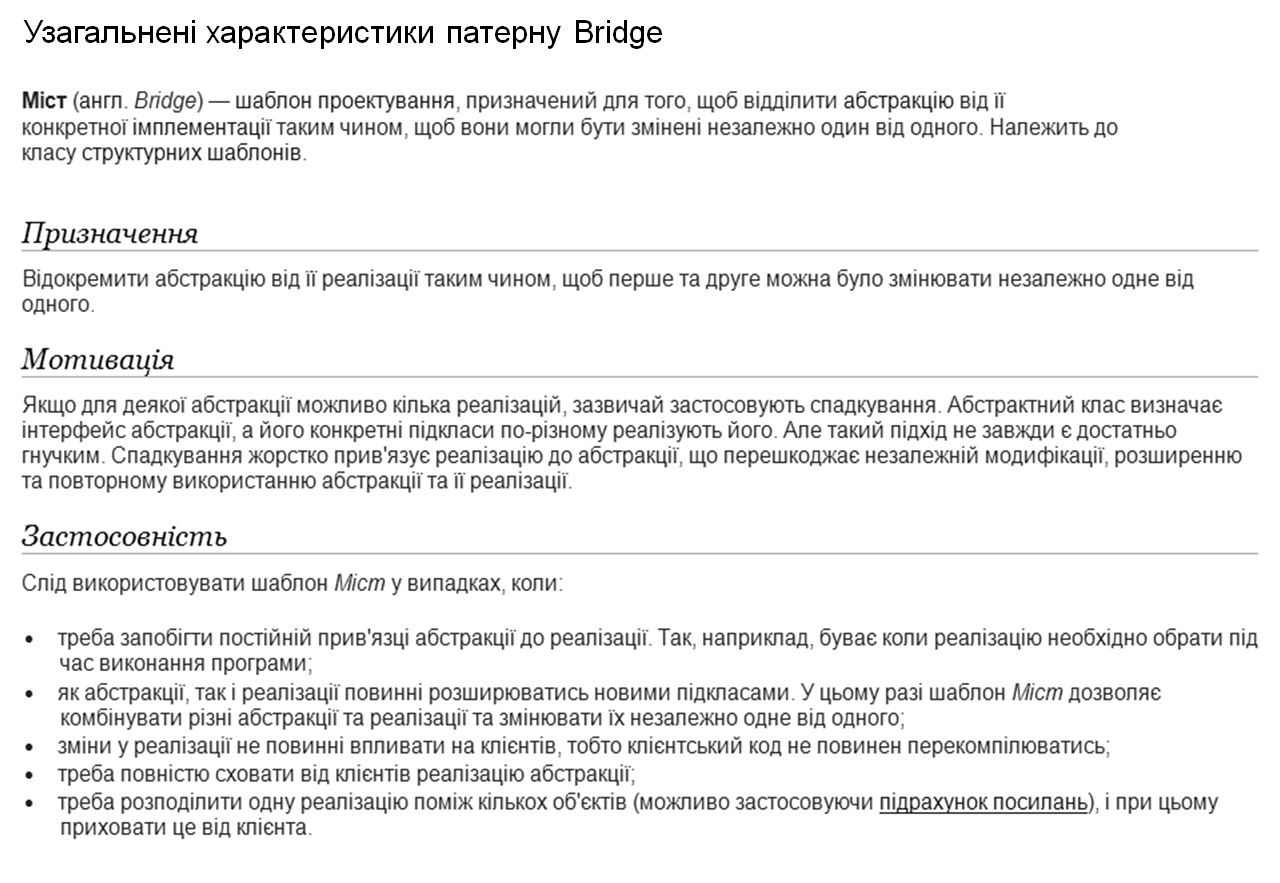 Узагальнені характеристики патерну Bridge
Міст (англ. Bridge) — шаблон проектування, призначений для того, щоб відділити абстракцію від її
конкретної імплементації таким чином, щоб вони могли бути змінені незалежно один від одного. Належить до
класу структурних шаблонів.
Призначення
Відокремити абстракцію від її реалізації таким чином, щоб перше та друге можна було змінювати незалежно одне від
одного.
Мотивація
Якщо для деякої абстракції можливо кілька реалізацій, зазвичай застосовують спадкування. Абстрактний клас визначає
інтерфейс абстракції, а його конкретні підкласи по-різному реалізують його. Але такий підхід не завжди є достатньо
гнучким. Спадкування жорстко прив'язує реалізацію до абстракції, що перешкоджає незалежній модифікації, розширенню
та повторному використанню абстракції та її реалізації.
Застосовність
Слід використовувати шаблон Міст у випадках, коли:
• треба запобігти постійній прив'язці абстракції до реалізації. Так, наприклад, буває коли реалізацію необхідно обрати під
час виконання програми;
• як абстракції, так і реалізації повинні розширюватись новими підкласами. У цьому разі шаблон Міст дозволяє
комбінувати різні абстракції та реалізації та змінювати їх незалежно одне від одного;
• зміни у реалізації не повинні впливати на клієнтів, тобто клієнтський код не повинен перекомпілюватись;
• треба повністю сховати від клієнтів реалізацію абстракції;
• треба розподілити одну реалізацію поміж кількох об'єктів (можливо застосовуючи підрахунок посилань), і при цьому
приховати це від клієнта.